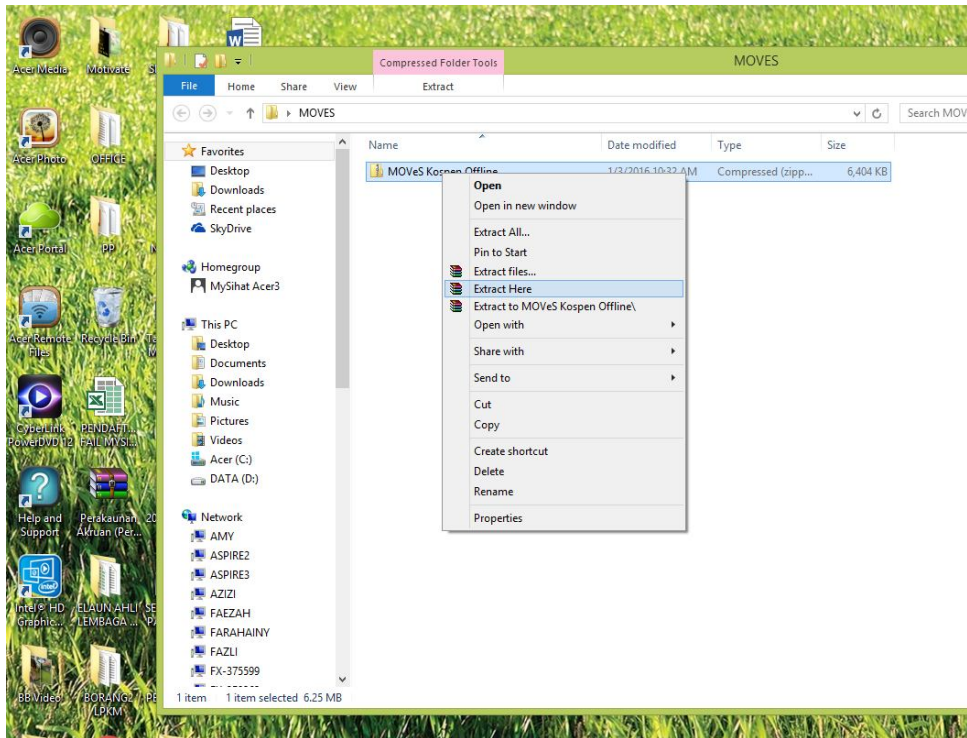 Compressed Folder Tools
MOVES
File
Home
Share
View
Extract
MOVES
Search MOV
Name
Date modified
Type
Size
MOVeS Kospen Offline
1/3/2016 10:32 AM
Compressed (zipp...
6,404 KB
Favorites
Desktop
Downloads
Recent places
SkyDrive
Homegroup
MySihat Acer3
This PC
Desktop
Documents
Downloads
Music
Pictures
Videos
Acer (C:)
DATA (D:)
Network
AMY
ASPIRE2
ASPIRE3
AZIZI
FAEZAH
FARAHAINY
FAZLI
FX-375599
1 item
1 item selected 6.25 MB
Open
Open in new window
Extract All...
Pin to Start
Extract files...
Extract Here
Extract to MOVeS Kospen Offline\
Open with
Share with
Send to
Cut
Copy
Create shortcut
Delete
Rename
Properties
Acer Media
Motivate
Acer Photo
OFFICE
Acer Portal
PP
Acer Remote
Files
Recycle Bin
CyberLink
PowerDVD 12
PENDAFT...
FAIL MYSI...
Help and
Support
Perakaunan
Akruan (Per...
Intel® HD
Graphic...
ELAUN AHLI
LEMBAGA ...
BBVideo
BORANG2
LPKM